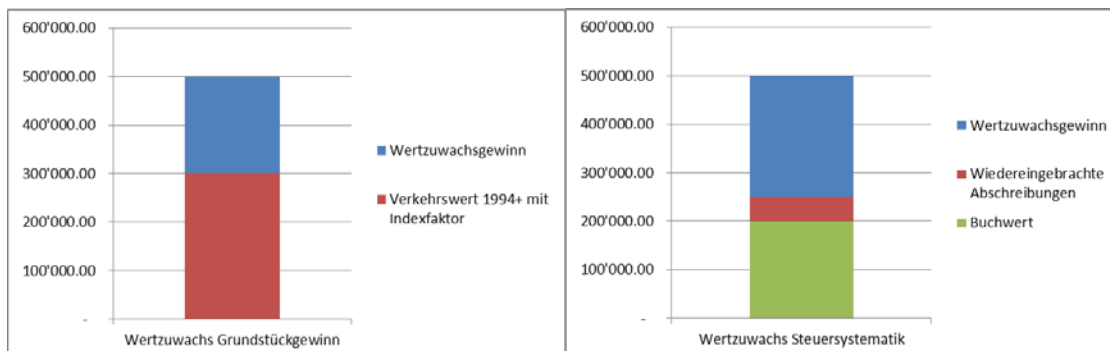 600'000.00
500'000.00
400'000.00
300'000.00
200'000.00
100'000.00
-
Wertzuwachs Grundstückgewinn
Wertzuwachsgewinn
Verkehrswert 1994+ mit
Indexfaktor
600'000.00
500'000.00
400'000.00
300'000.00
200'000.00
100'000.00
-
Wertzuwachs Steuersystematik
Wertzuwachsgewinn
Wiedereingebrachte
Abschreibungen
Buchwert